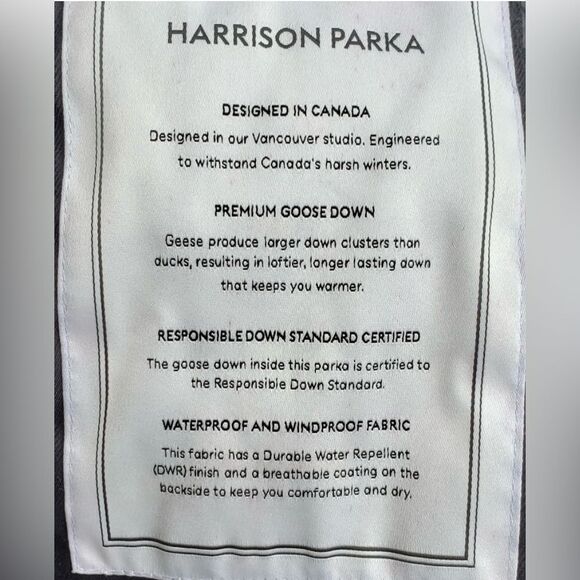 HARRISON PARKA
DESIGNED IN CANADA
Designed in our Vancouver studio. Engineered
to withstand Canada's harsh winters.
PREMIUM GOOSE DOWN
Geese produce larger down clusters than
ducks, resulting in loftier, longer lasting down
that keeps you warmer.
RESPONSIBLE DOWN STANDARD CERTIFIED
The goose down inside this parka is certified to
the Responsible Down Standard.
WATERPROOF AND WINDPROOF FABRIC
This fabric has a Durable Water Repellent
(DWR) finish and a breathable coating on the
backside to keep you comfortable and dry.